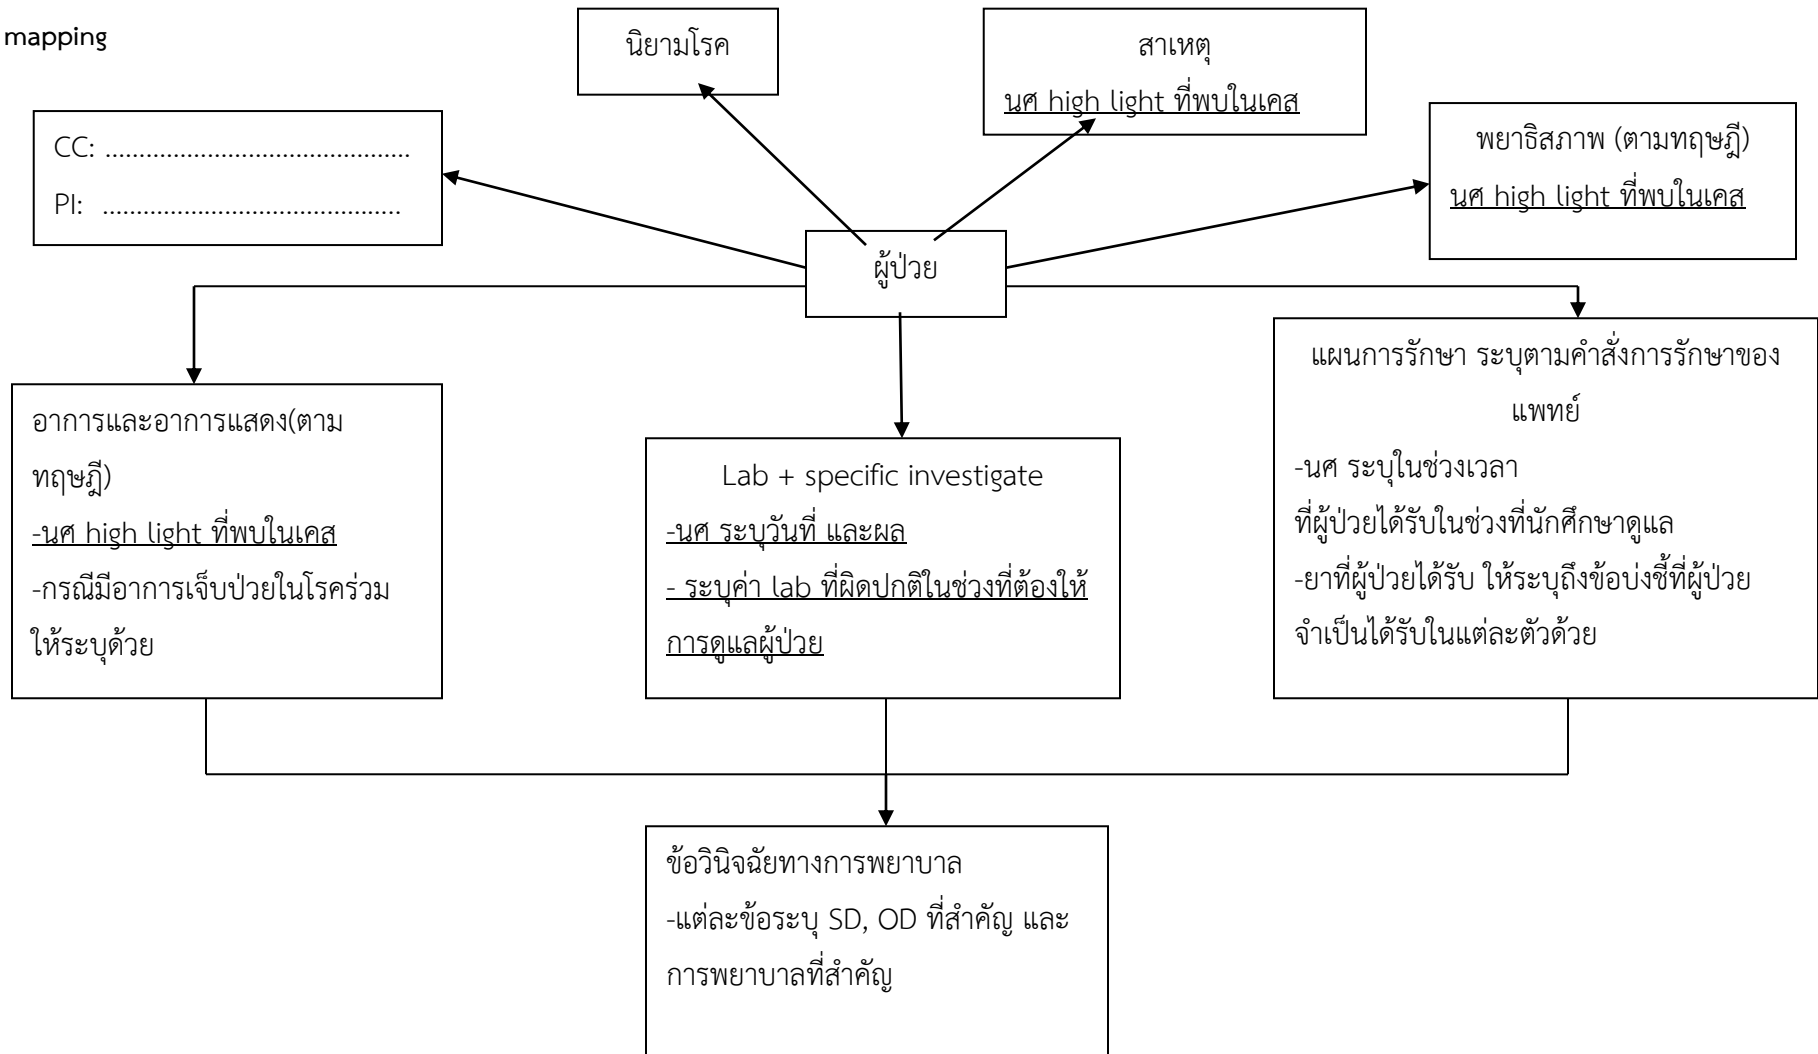 mapping
นิยามโรค
สาเหตุ
นศ high light ที่พบในเคส
CC: ..........................................
PI: .........................................
พยาธิสภาพ (ตามทฤษฎี)
นศ high light ที่พบในเคส
ผู้ป่วย
อาการและอาการแสดง(ตาม
ทฤษฎี)
-นศ high light ที่พบในเคส
-กรณีมีอาการเจ็บป่วยในโรคร่วม
ให้ระบุด้วย
Lab + specific investigate
-นศ ระบุวันที่ และผล
- ระบุค่า lab ที่ผิดปกติในช่วงที่ต้องให้
การดูแลผู้ป่วย
แผนการรักษา ระบุตามคำสั่งการรักษาของ
แพทย์
-นศ ระบุในช่วงเวลา
ที่ผู้ป่วยได้รับในช่วงที่นักศึกษาดูแล
-ยาที่ผู้ป่วยได้รับ ให้ระบุถึงข้อบ่งชี้ที่ผู้ป่วย
จำเป็นได้รับในแต่ละตัวด้วย
ข้อวินิจฉัยทางการพยาบาล
-แต่ละข้อระบุ SD, OD ที่สำคัญ และ
การพยาบาลที่สำคัญ